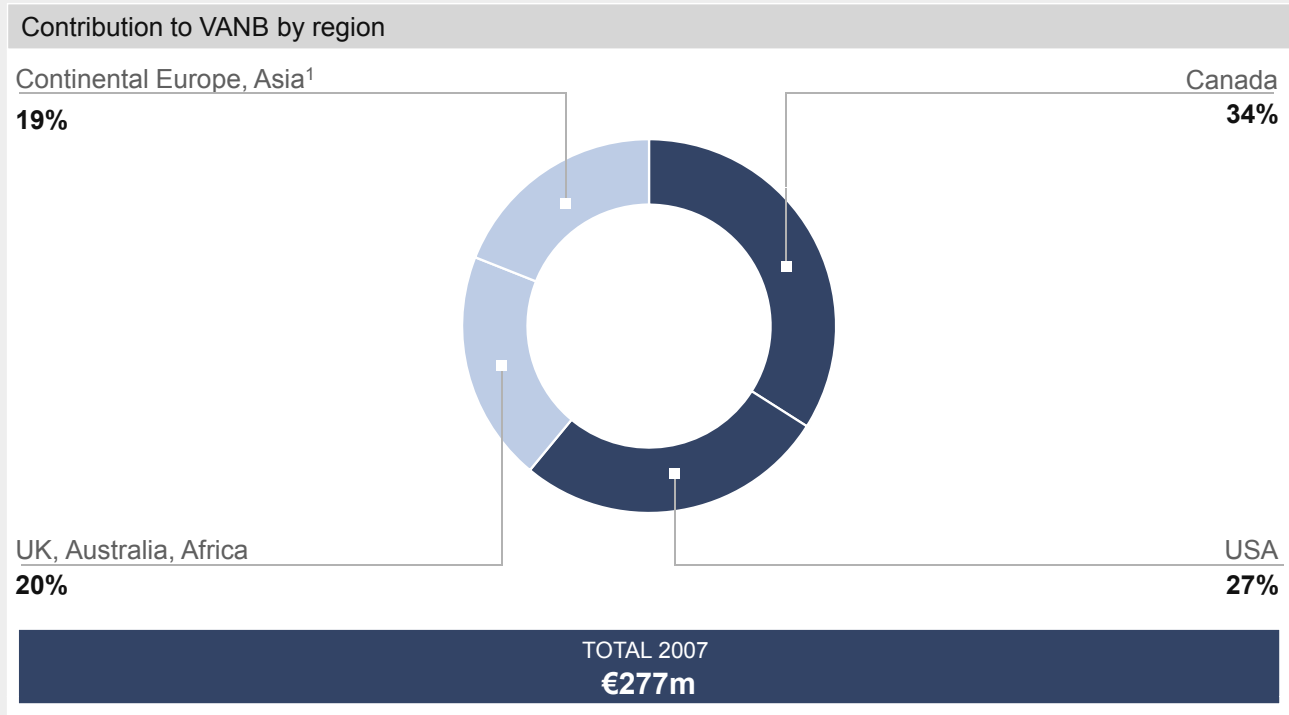 Contribution to VANB by region
Continental Europe, Asia¹
19%
Canada
34%
UK, Australia, Africa
20%
USA
27%
TOTAL 2007
€277m